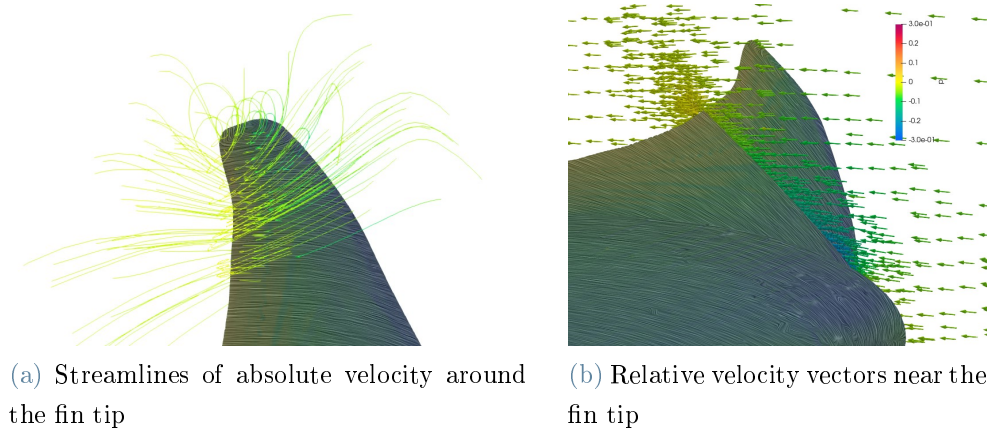 3.0e-01
0.2
0.1
0
-0.1
-0.2
-3.0e-01
p
(a) Streamlines of absolute velocity around
the fin tip
(b) Relative velocity vectors near the
fin tip